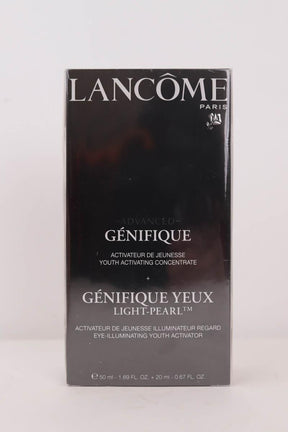 LANCÔME
PARIS
ADVANCED
GÉNIFIQUE
ACTIVATEUR DE JEUNESSE
YOUTH ACTIVATING CONCENTRATE
+
GÉNIFIQUE YEUX
LIGHT-PEARL™
ACTIVATEUR DE JEUNESSE ILLUMINATEUR REGARD
EYE-ILLUMINATING YOUTH ACTIVATOR
℮ 50 ml - 1.69 FL. OZ. + 20 ml - 0.67 FL. OZ.